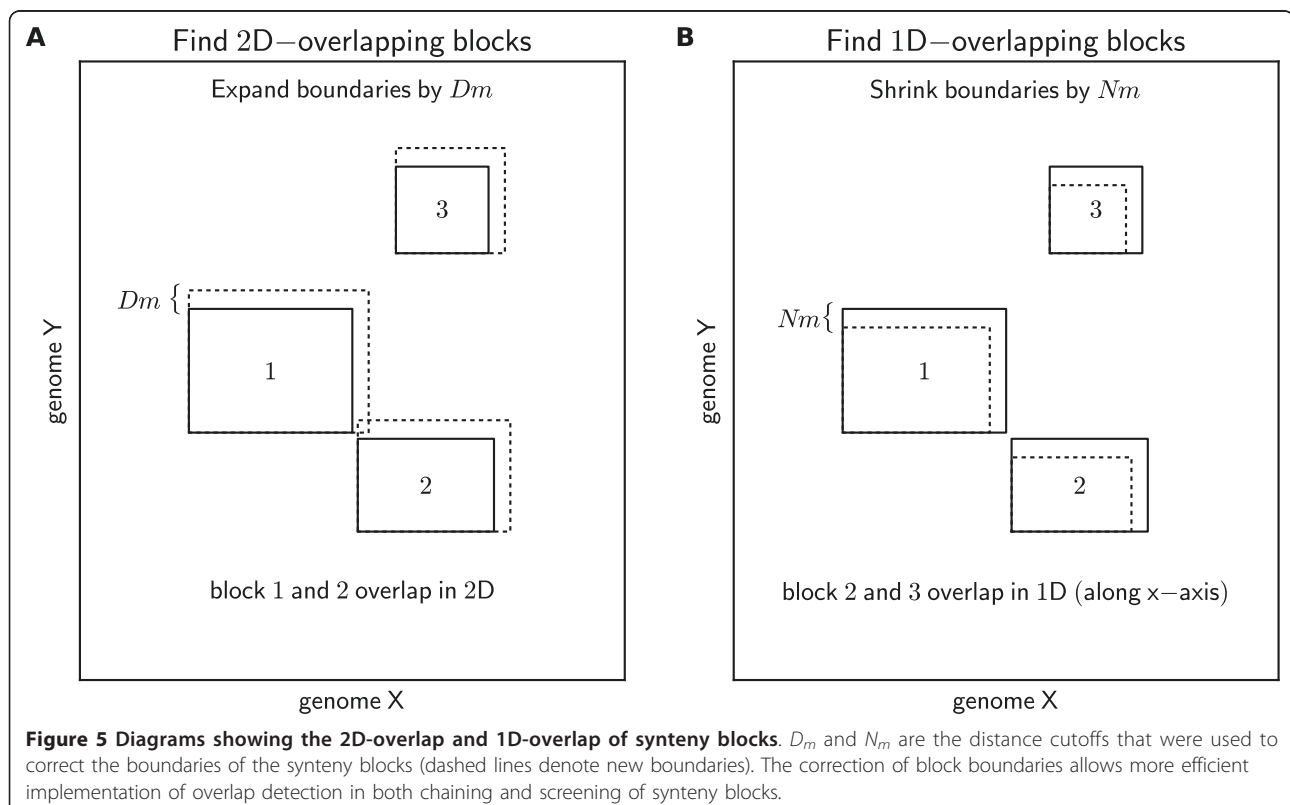 A
Find 2D−overlapping blocks
Expand boundaries by Dm
3
Dm {
1
2
block 1 and 2 overlap in 2D
genome Y
genome X
B
Find 1D−overlapping blocks
Shrink boundaries by Nm
3
Nm{
1
2
block 2 and 3 overlap in 1D (along x−axis)
genome Y
genome X
Figure 5 Diagrams showing the 2D-overlap and 1D-overlap of synteny blocks. Dm and Nm are the distance cutoffs that were used to
correct the boundaries of the synteny blocks (dashed lines denote new boundaries). The correction of block boundaries allows more efficient
implementation of overlap detection in both chaining and screening of synteny blocks.